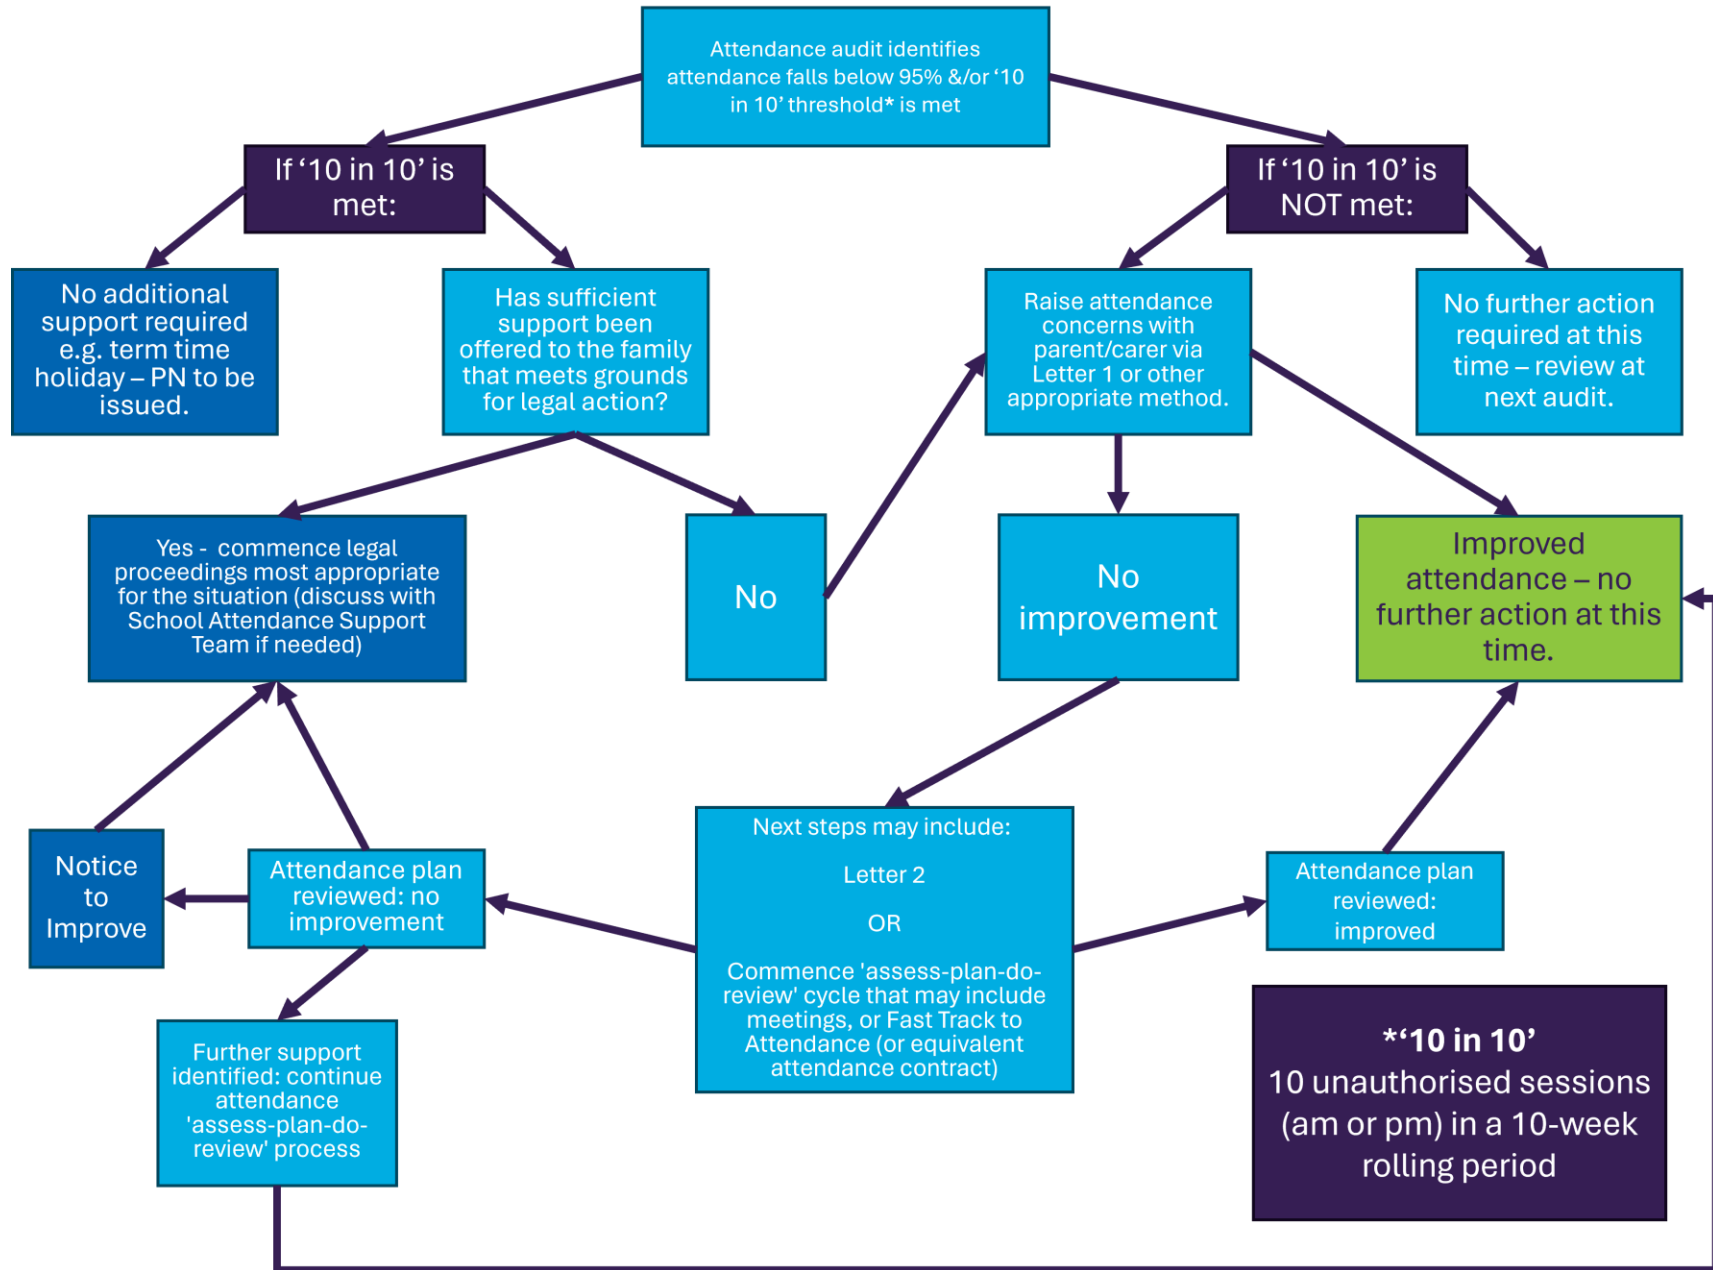 Attendance audit identifies
attendance falls below 95% &/or ‘10
in 10’ threshold* is met
If ‘10 in 10’ is
met:
If ‘10 in 10’ is
NOT met:
No additional
support required
e.g. term time
holiday – PN to be
issued.
Has sufficient
support been
offered to the family
that meets grounds
for legal action?
Raise attendance
concerns with
parent/carer via
Letter 1 or other
appropriate method.
No further action
required at this
time – review at
next audit.
Yes - commence legal
proceedings most appropriate
for the situation (discuss with
School Attendance Support
Team if needed)
No
No
improvement
Improved
attendance – no
further action at this
time.
Notice
to
Improve
Attendance plan
reviewed: no
improvement
Next steps may include:
Letter 2
OR
Commence 'assess-plan-do-
review' cycle that may include
meetings, or Fast Track to
Attendance (or equivalent
attendance contract)
Attendance plan
reviewed:
improved
Further support
identified: continue
attendance
'assess-plan-do-
review' process
*‘10 in 10’
10 unauthorised sessions
(am or pm) in a 10-week
rolling period